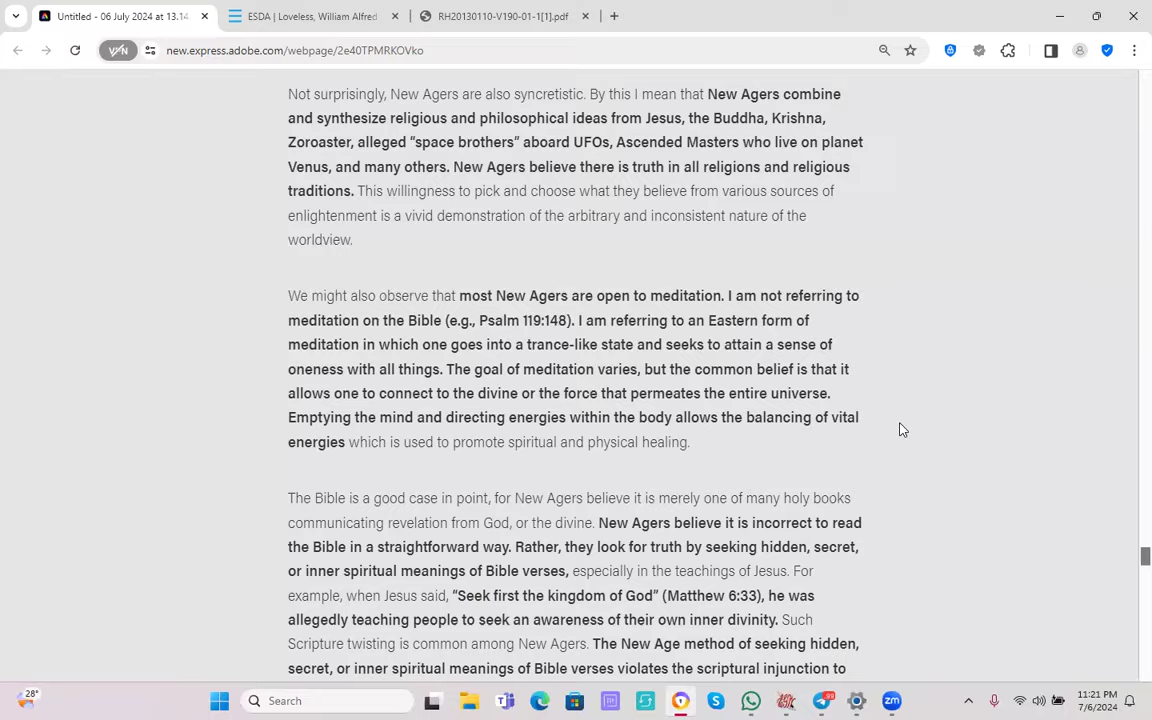 Untitled - 06 July 2024 at 13.14
ESDA | Loveless, William Alfred
RH20130110-V190-01-1[1].pdf
new.express.adobe.com/webpage/2e40TPMRKOVko
Not surprisingly, New Agers are also syncretistic. By this I mean that New Agers combine
and synthesize religious and philosophical ideas from Jesus, the Buddha, Krishna,
Zoroaster, alleged “space brothers” aboard UFOs, Ascended Masters who live on planet
Venus, and many others. New Agers believe there is truth in all religions and religious
traditions. This willingness to pick and choose what they believe from various sources of
enlightenment is a vivid demonstration of the arbitrary and inconsistent nature of the
worldview.
We might also observe that most New Agers are open to meditation. I am not referring to
meditation on the Bible (e.g., Psalm 119:148). I am referring to an Eastern form of
meditation in which one goes into a trance-like state and seeks to attain a sense of
oneness with all things. The goal of meditation varies, but the common belief is that it
allows one to connect to the divine or the force that permeates the entire universe.
Emptying the mind and directing energies within the body allows the balancing of vital
energies which is used to promote spiritual and physical healing.
The Bible is a good case in point, for New Agers believe it is merely one of many holy books
communicating revelation from God, or the divine. New Agers believe it is incorrect to read
the Bible in a straightforward way. Rather, they look for truth by seeking hidden, secret,
or inner spiritual meanings of Bible verses, especially in the teachings of Jesus. For
example, when Jesus said, “Seek first the kingdom of God” (Matthew 6:33), he was
allegedly teaching people to seek an awareness of their own inner divinity. Such
Scripture twisting is common among New Agers. The New Age method of seeking hidden,
secret, or inner spiritual meanings of Bible verses violates the scriptural injunction to
28°
Search
99
11:21 PM
7/6/2024